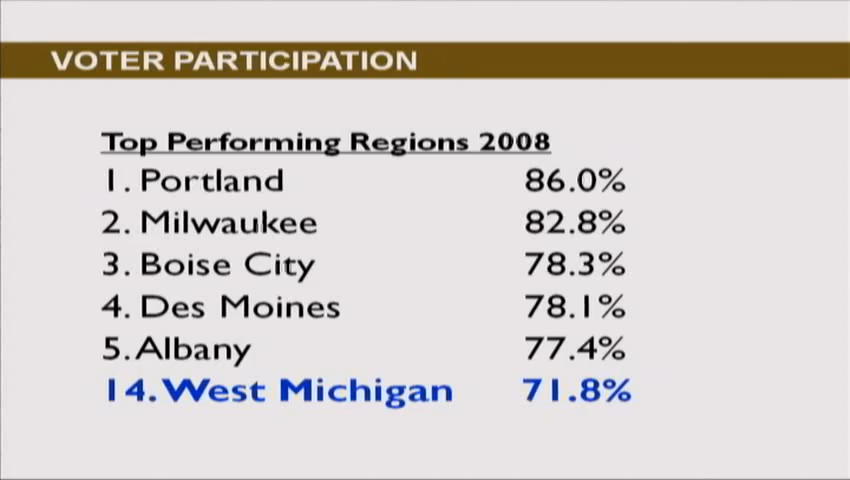 VOTER PARTICIPATION
Top Performing Regions 2008
1. Portland 86.0%
2. Milwaukee 82.8%
3. Boise City 78.3%
4. Des Moines 78.1%
5. Albany 77.4%
14. West Michigan 71.8%